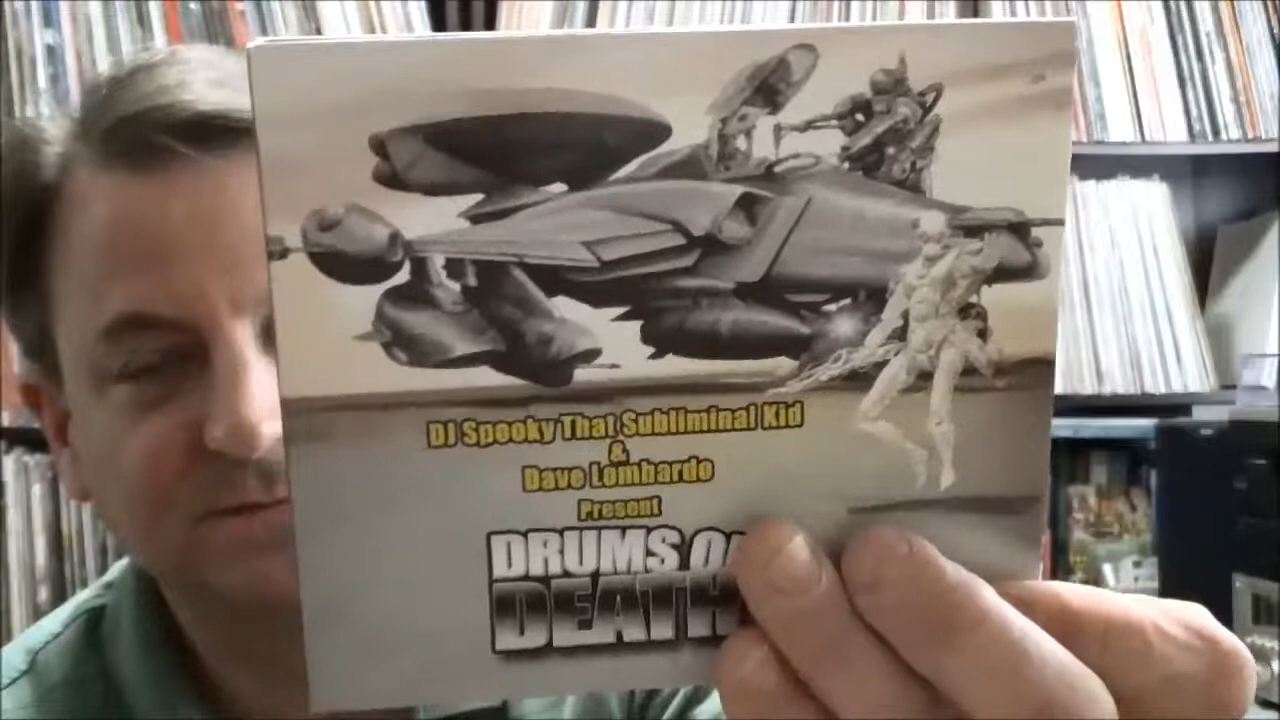 DJ Spooky That Subliminal Kid
&
Dave Lombardo
Present
DRUMS OF
DEATH